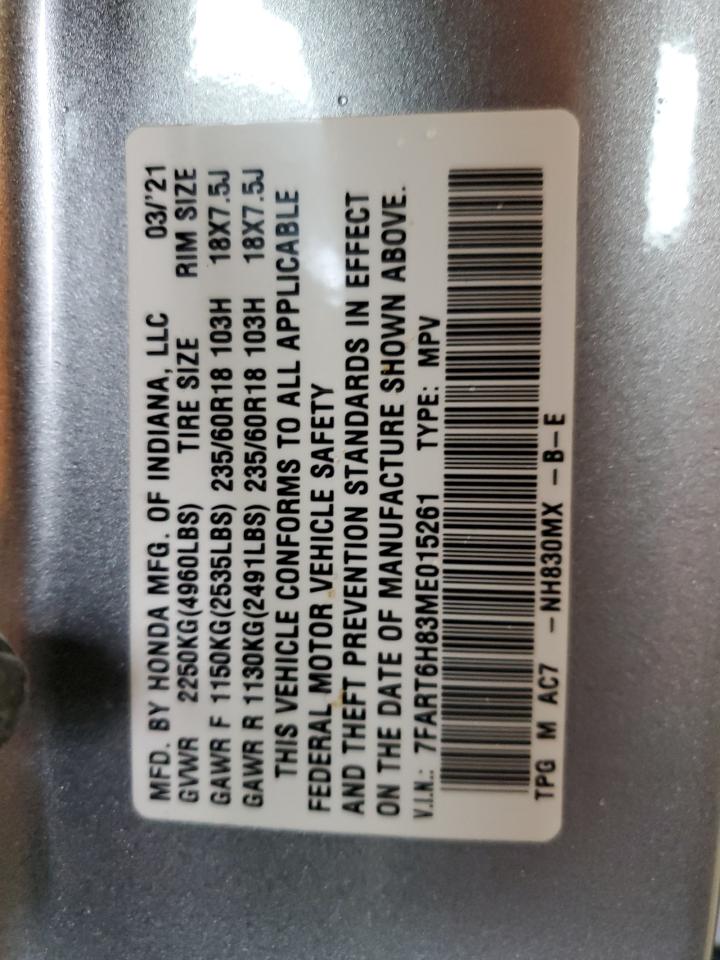 MFD. BY HONDA MFG. OF INDIANA, LLC 03/'21
GVWR 2250KG(4960LBS) TIRE SIZE RIM SIZE
GAWR F 1150KG(2535LBS) 235/60R18 103H 18X7.5J
GAWR R 1130KG(2491LBS) 235/60R18 103H 18X7.5J
THIS VEHICLE CONFORMS TO ALL APPLICABLE
FEDERAL MOTOR VEHICLE SAFETY
AND THEFT PREVENTION STANDARDS IN EFFECT
ON THE DATE OF MANUFACTURE SHOWN ABOVE.
V.I.N.: 7FART6H83ME015261 TYPE: MPV
TPG M AC7 -NH830MX -B-E